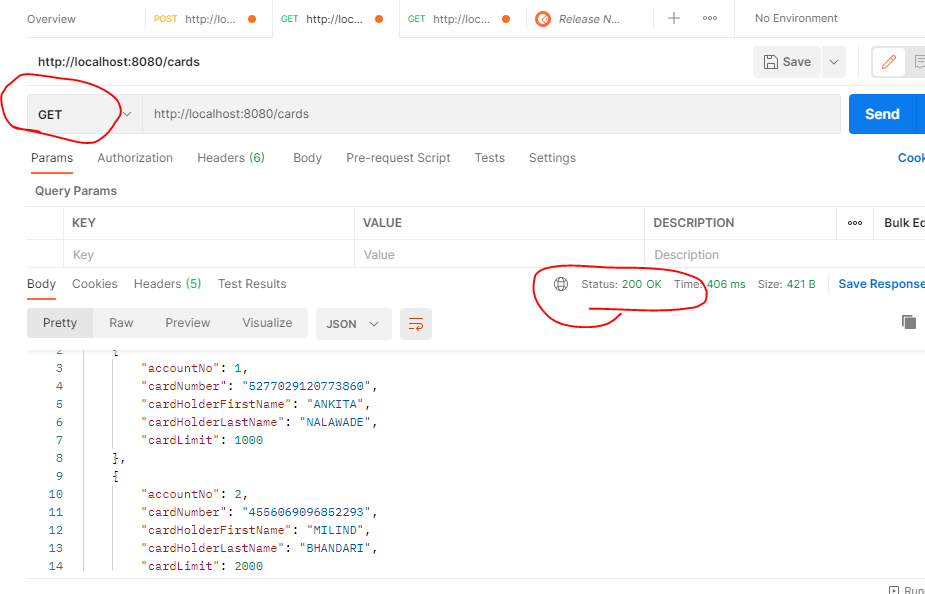 Overview POST http://lo... GET http://loc... GET http://loc... Release N... No Environment
http://localhost:8080/cards Save
GET http://localhost:8080/cards Send
Params Authorization Headers (6) Body Pre-request Script Tests Settings Cook
Query Params
KEY VALUE DESCRIPTION Bulk Ed
Key Value Description
Body Cookies Headers (5) Test Results Status: 200 OK Time: 406 ms Size: 421 B Save Response
Pretty Raw Preview Visualize JSON
2 {
3 "accountNo": 1,
4 "cardNumber": "5277029120773860",
5 "cardHolderFirstName": "ANKITA",
6 "cardHolderLastName": "NALAWADE",
7 "cardLimit": 1000
8 },
9 {
10 "accountNo": 2,
11 "cardNumber": "4556069096852293",
12 "cardHolderFirstName": "MILIND",
13 "cardHolderLastName": "BHANDARI",
14 "cardLimit": 2000